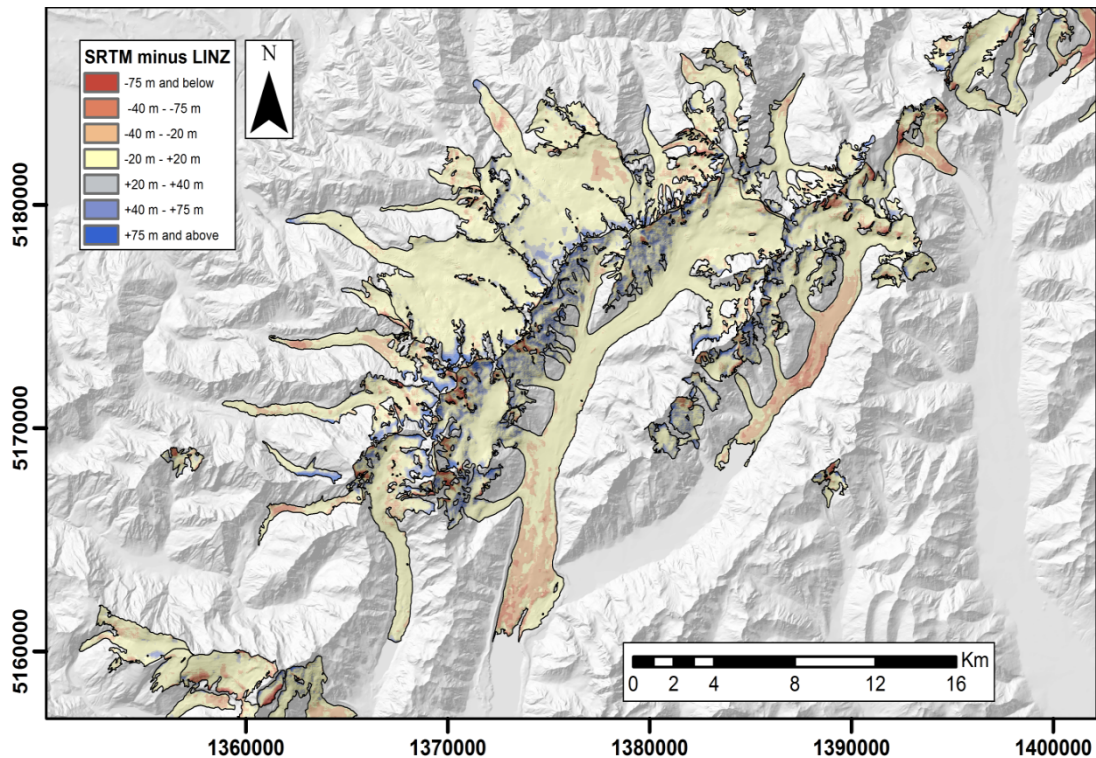 SRTM minus LINZ
-75 m and below
-40 m - -75 m
-40 m - -20 m
-20 m - +20 m
+20 m - +40 m
+40 m - +75 m
+75 m and above
N
5180000
5170000
5160000
Km
0 2 4 8 12 16
1360000 1370000 1380000 1390000 1400000